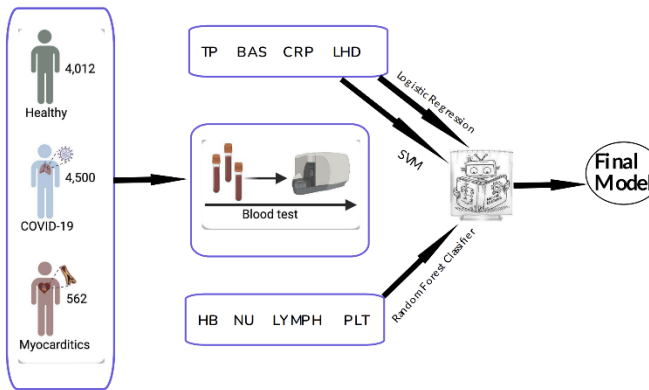 4,012
Healthy
4,500
COVID-19
562
Myocarditics
Blood test
TP BAS CRP LHD
HB NU LYMPH PLT
Logistic Regression
SVM
Random Forest Classifier
Final
Model